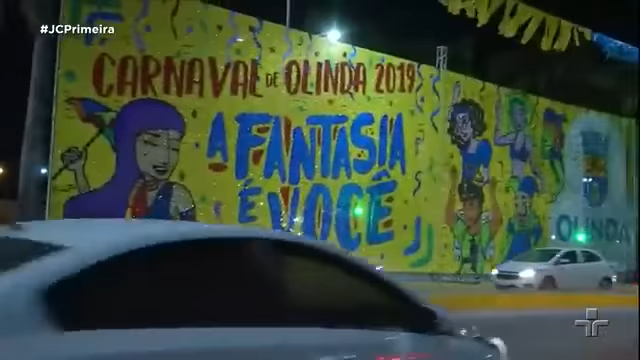 #JCPrimeira
CARNAVAL DE OLINDA 2019
A FANTASIA
É VOCÊ
OLINDA